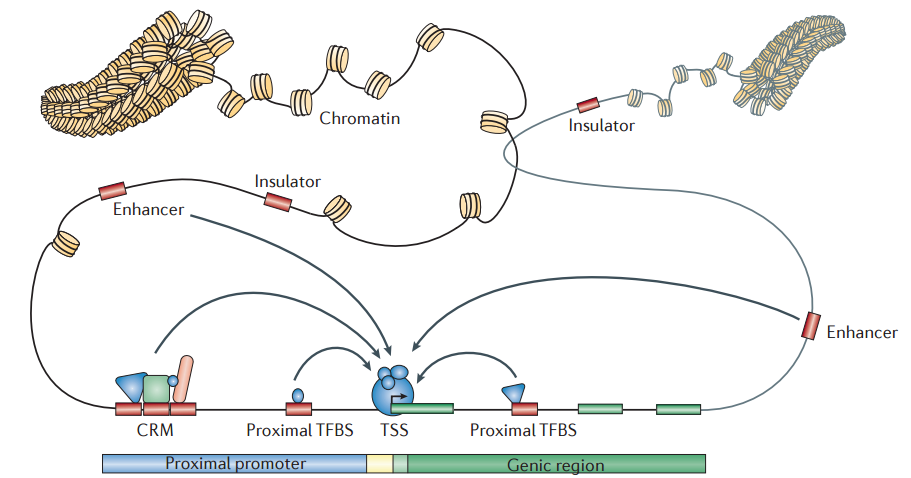 Chromatin
Insulator
Insulator
Enhancer
Enhancer
CRM
Proximal TFBS
TSS
Proximal TFBS
Proximal promoter
Genic region